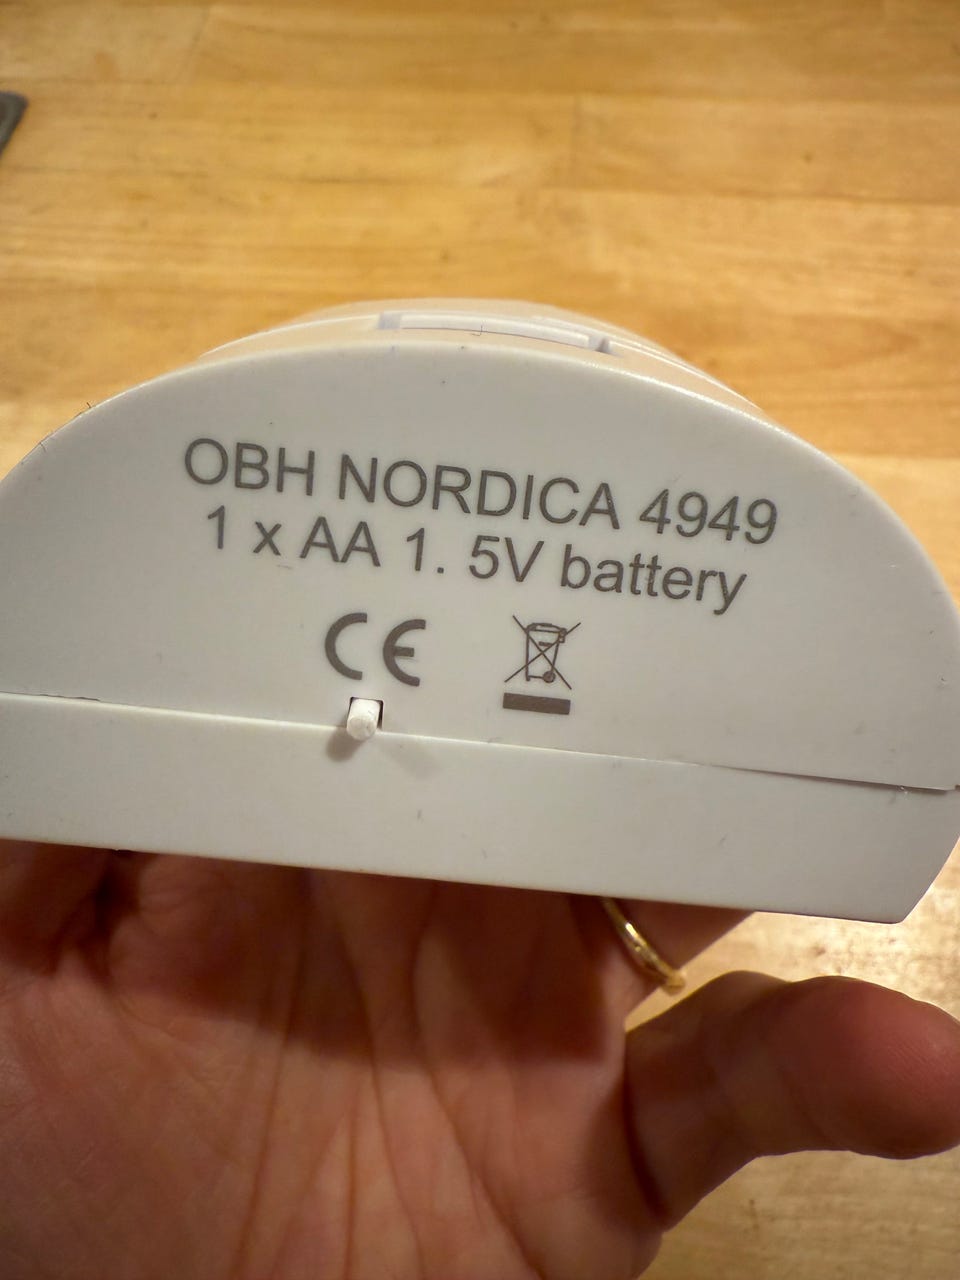 OBH NORDICA 4949
1 x AA 1. 5V battery
CE